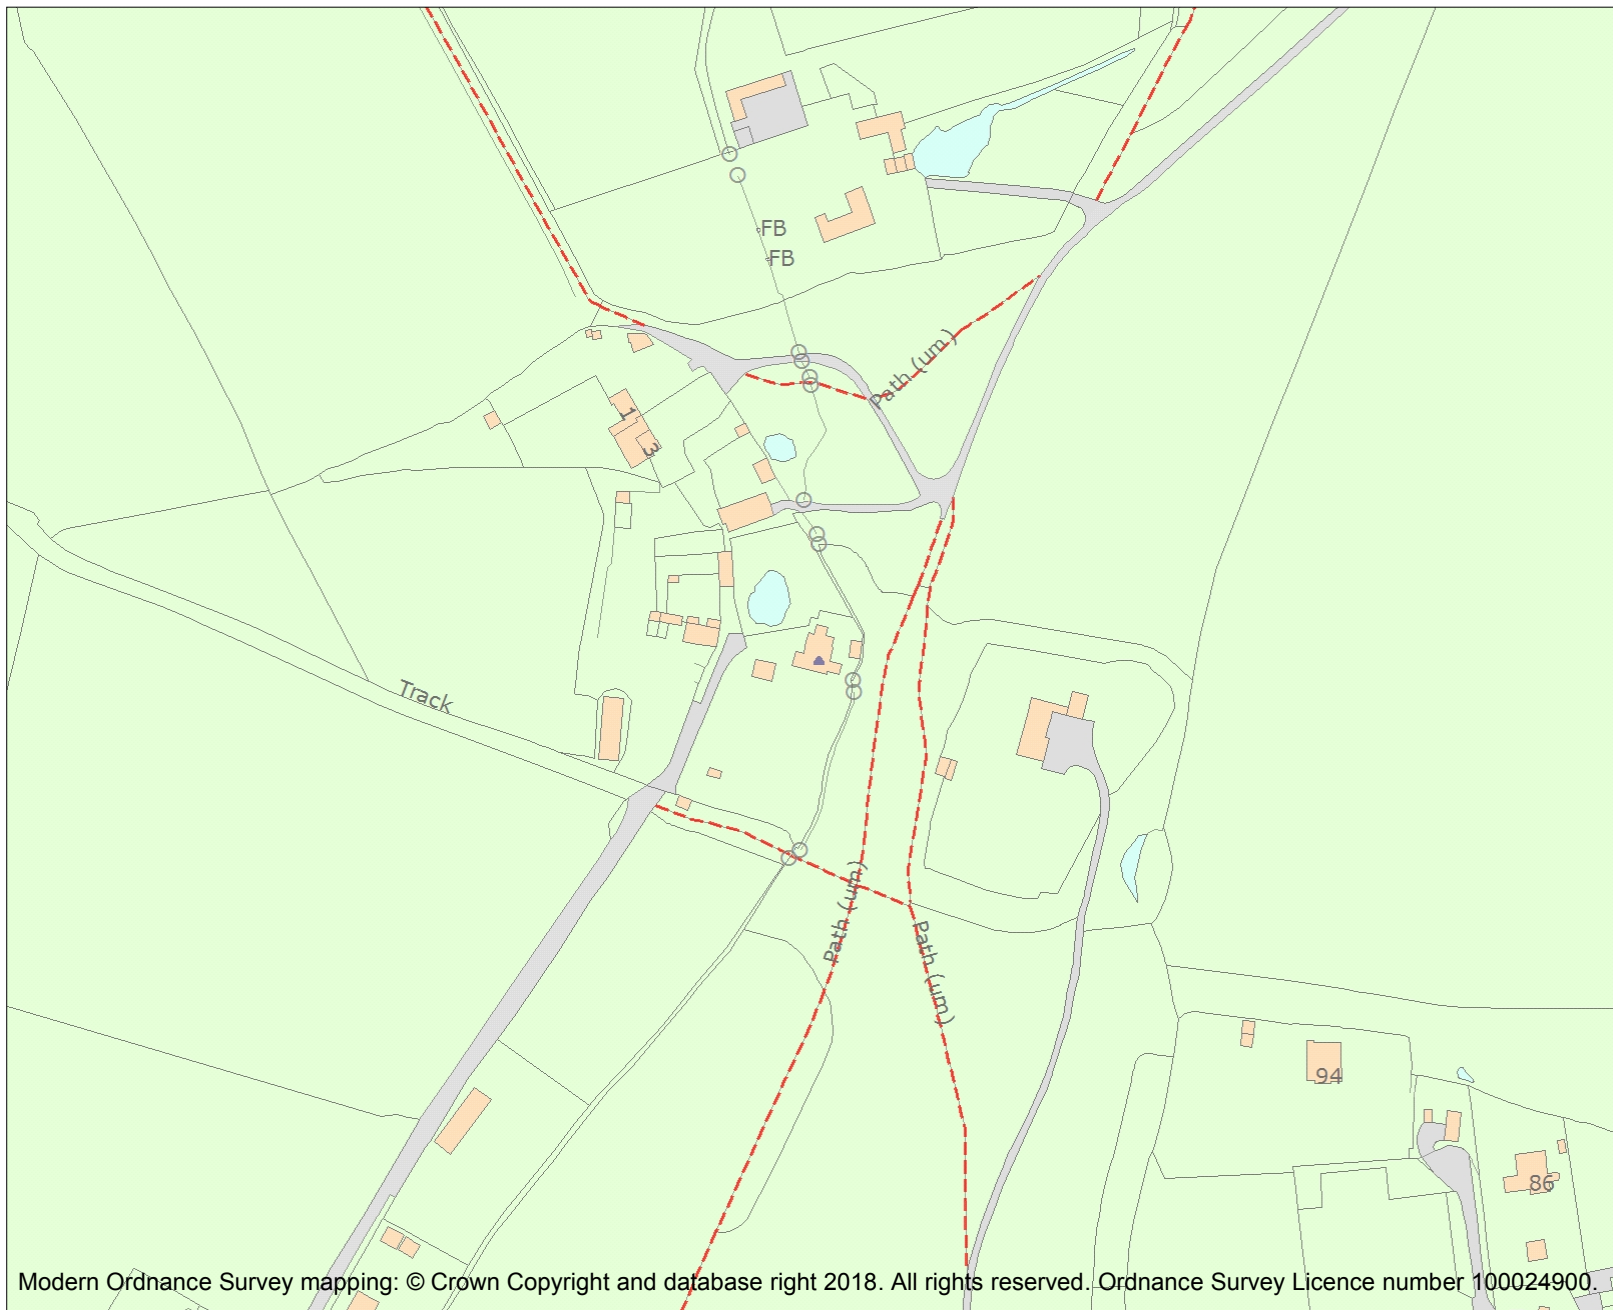 FB
FB
Path (um)
1
3
Track
Path (um)
Path (um)
94
86
Modern Ordnance Survey mapping: © Crown Copyright and database right 2018. All rights reserved. Ordnance Survey Licence number 100024900.